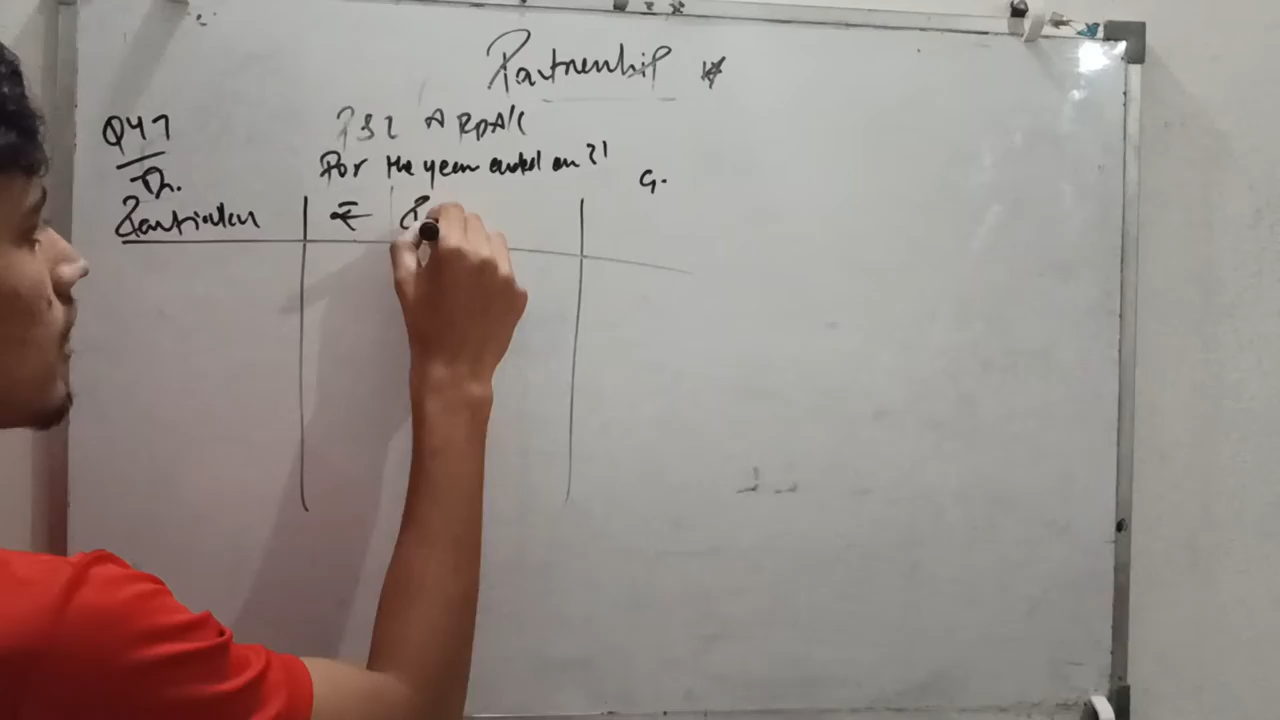 Partnership
Q47
P&L A
For the year ended on 31
Dr.
Cr.
Particulars ₹ P